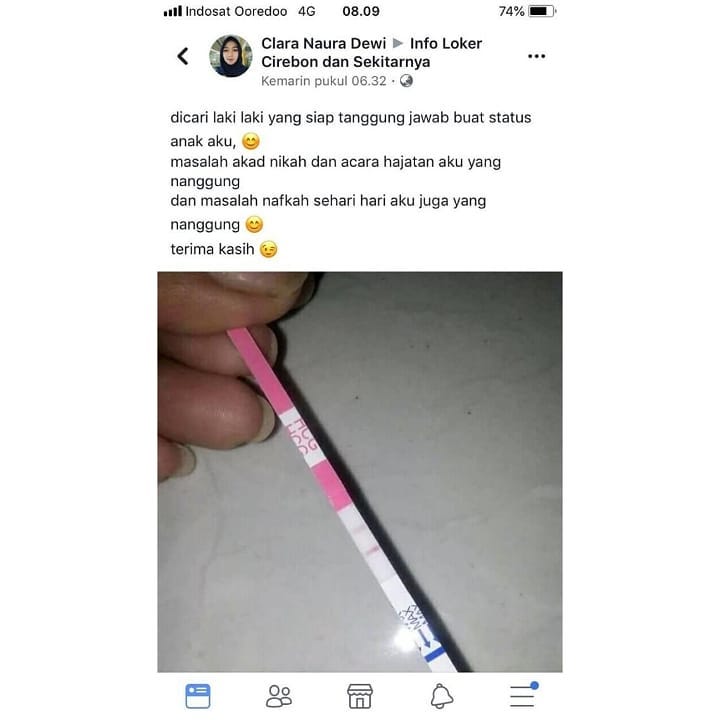 Indosat Ooredoo 4G 08.09 74%
Clara Naura Dewi ▶ Info Loker
Cirebon dan Sekitarnya
Kemarin pukul 06.32 ·
dicari laki laki yang siap tanggung jawab buat status
anak aku, 😊
masalah akad nikah dan acara hajatan aku yang
nanggung
dan masalah nafkah sehari hari aku juga yang
nanggung 😊
terima kasih 😉
HCG
MAX